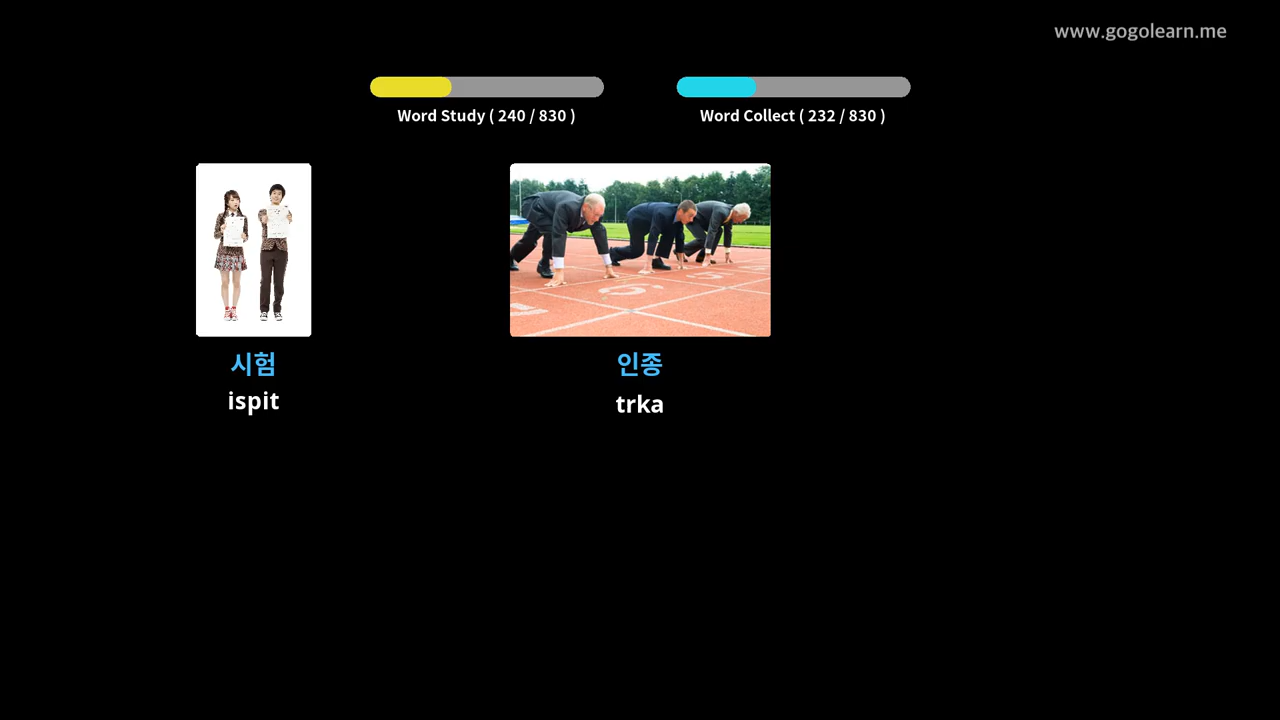 www.gogolearn.me
Word Study ( 240 / 830 )
Word Collect ( 232 / 830 )
시험
ispit
인종
trka